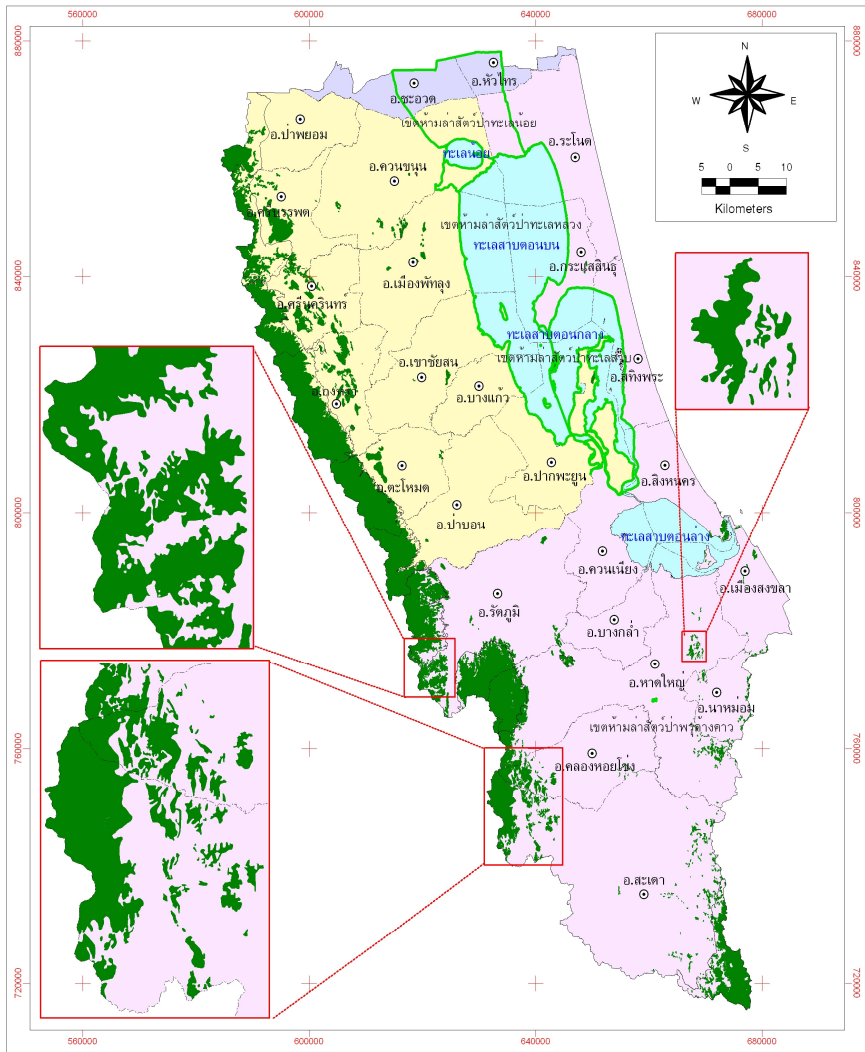 560000 600000 640000 680000
880000 880000
N
W E
S
5 0 5 10
Kilometers
อ.หัวไทร
อ.ชะอวด
เขตห้ามล่าสัตว์ป่าทะเลน้อย
อ.ป่าพยอม
อ.ระโนด
ทะเลน้อย
อ.ควนขนุน
อ.ศรีบรรพต
เขตห้ามล่าสัตว์ป่าทะเลหลวง
ทะเลสาบตอนบน
อ.กระแสสินธุ์
840000 840000
อ.เมืองพัทลุง
อ.ศรีนครินทร์
ทะเลสาบตอนกลาง
เขตห้ามล่าสัตว์ป่าทะเลสาบ
อ.สทิงพระ
อ.เขาชัยสน
อ.กงหรา
อ.บางแก้ว
อ.ปากพะยูน
อ.สิงหนคร
อ.ตะโหมด
อ.ป่าบอน
800000 800000
ทะเลสาบตอนล่าง
อ.ควนเนียง
อ.เมืองสงขลา
อ.รัตภูมิ
อ.บางกล่ำ
อ.หาดใหญ่
อ.นาหม่อม
เขตห้ามล่าสัตว์ป่าพรุค้างคาว
760000 760000
อ.คลองหอยโข่ง
อ.สะเดา
720000 720000
560000 600000 640000 680000